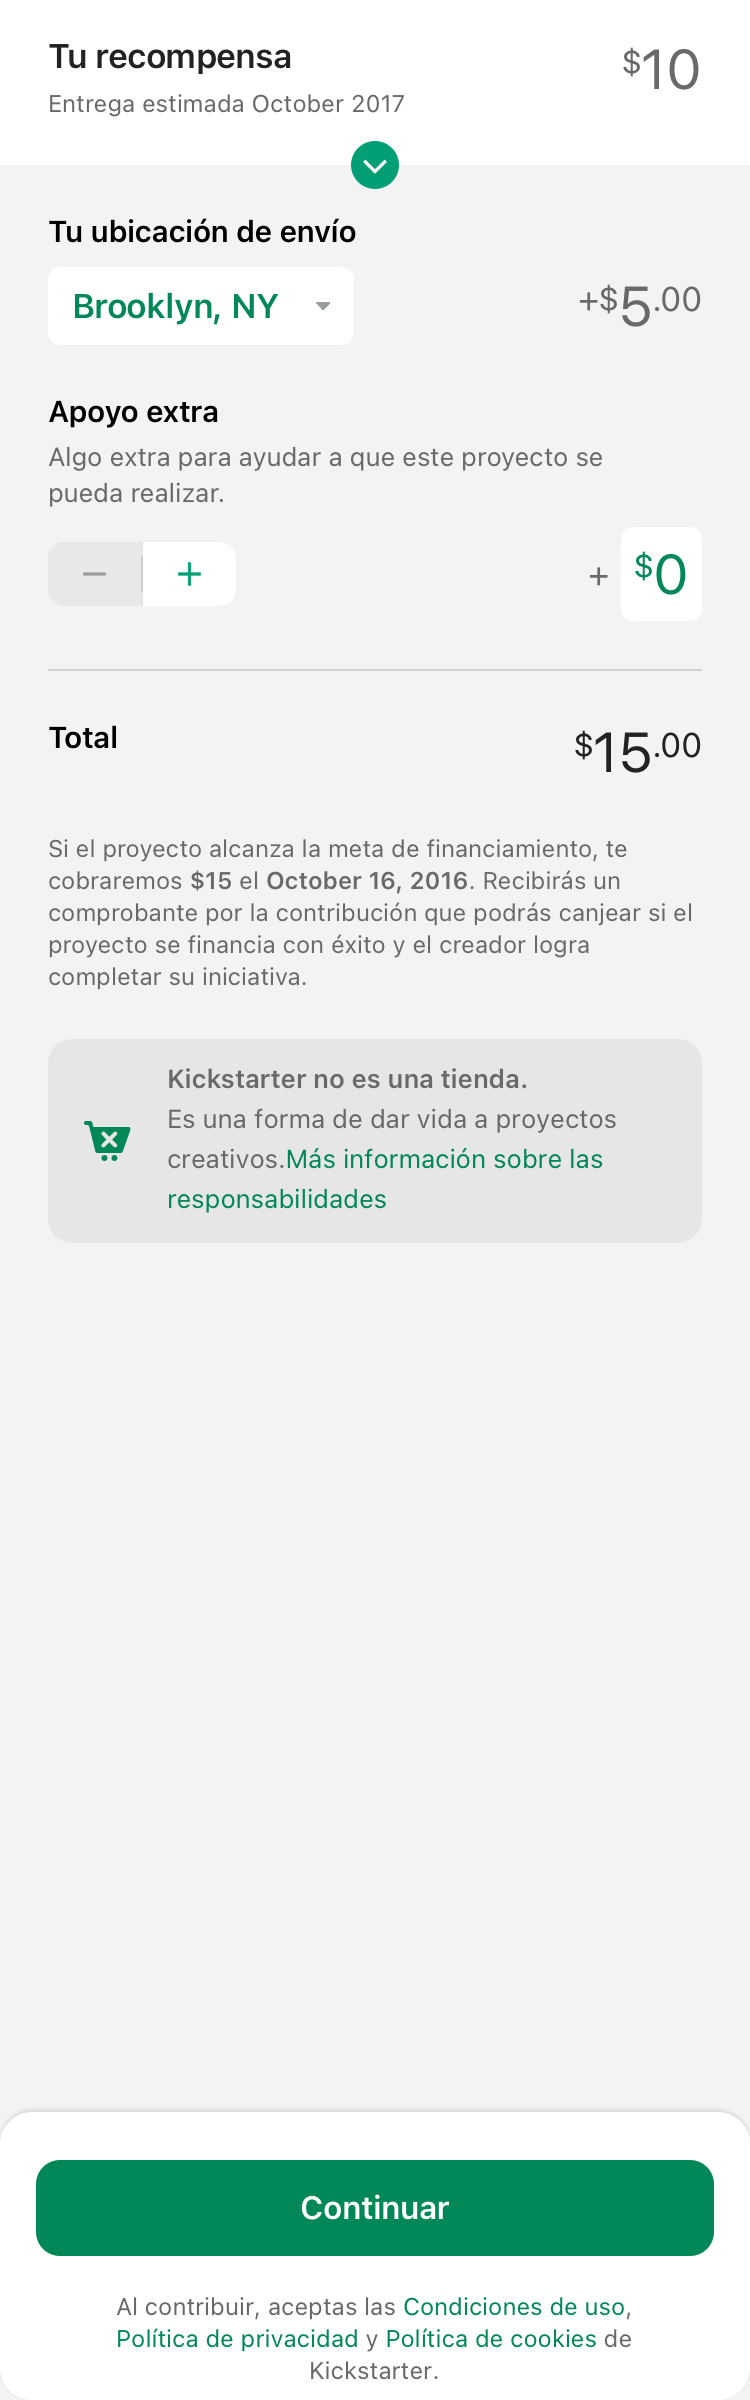 Tu recompensa
$10
Entrega estimada October 2017
Tu ubicación de envío
Brooklyn, NY
+$5.00
Apoyo extra
Algo extra para ayudar a que este proyecto se
pueda realizar.
− +
+ $0
Total
$15.00
Si el proyecto alcanza la meta de financiamiento, te
cobraremos $15 el October 16, 2016. Recibirás un
comprobante por la contribución que podrás canjear si el
proyecto se financia con éxito y el creador logra
completar su iniciativa.
Kickstarter no es una tienda.
Es una forma de dar vida a proyectos
creativos.Más información sobre las
responsabilidades
Continuar
Al contribuir, aceptas las Condiciones de uso,
Política de privacidad y Política de cookies de
Kickstarter.